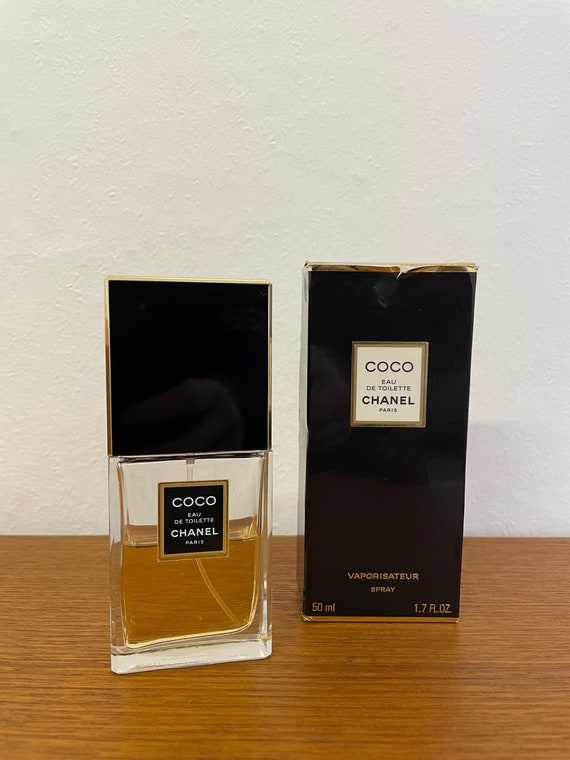 COCO
EAU
DE TOILETTE
CHANEL
PARIS
COCO
EAU
DE TOILETTE
CHANEL
PARIS
VAPORISATEUR
SPRAY
50 ml 1.7 FL.OZ.